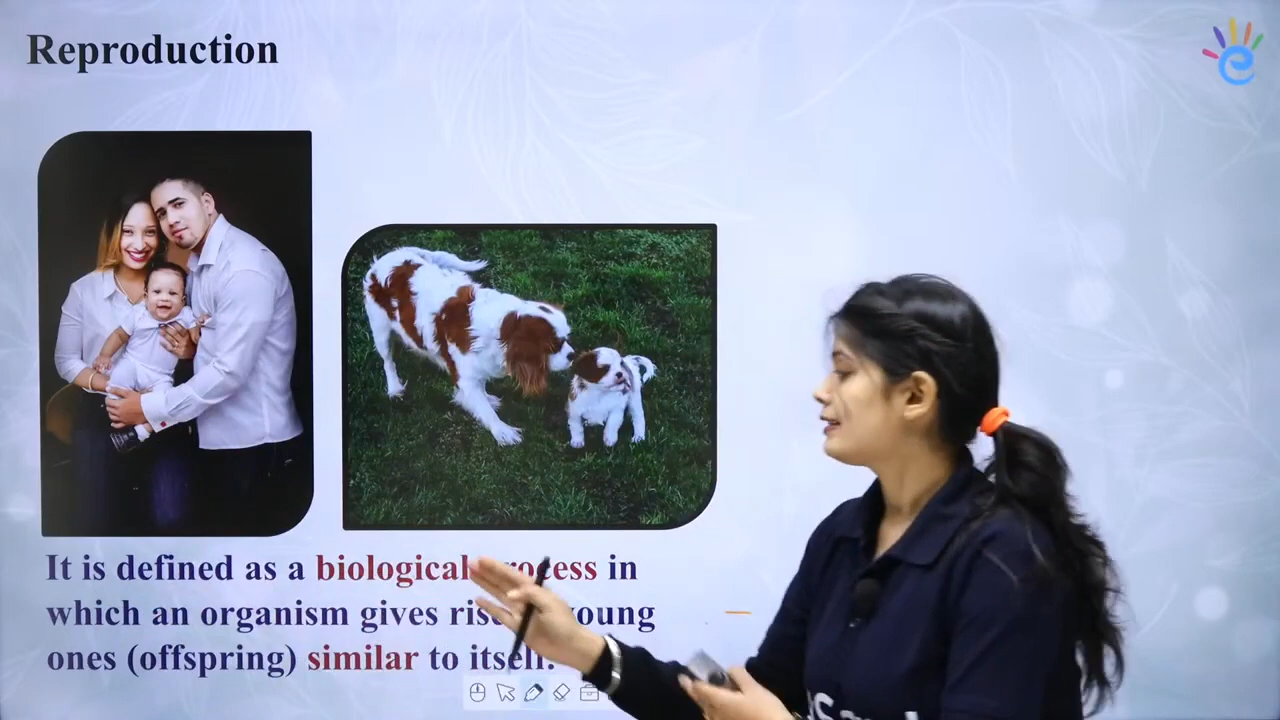 Reproduction
It is defined as a biological process in
which an organism gives rise young
ones (offspring) similar to itself.